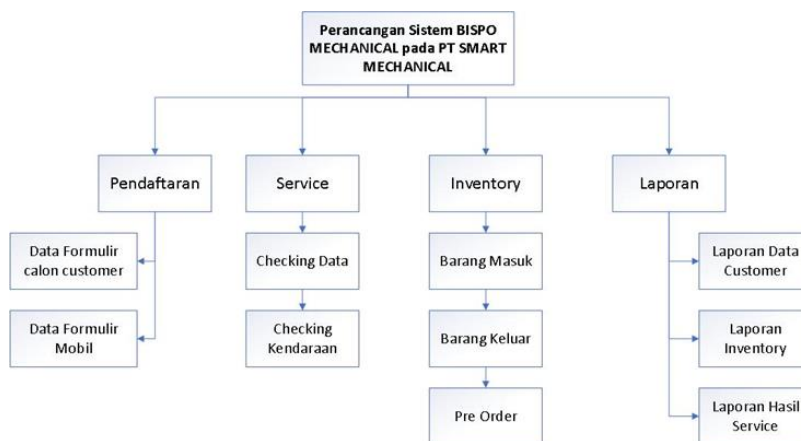 Perancangan Sistem BISPO
MECHANICAL pada PT SMART
MECHANICAL
Pendaftaran
Service
Inventory
Laporan
Data Formulir
calon customer
Checking Data
Barang Masuk
Laporan Data
Customer
Data Formulir
Mobil
Checking
Kendaraan
Barang Keluar
Laporan
Inventory
Pre Order
Laporan Hasil
Service